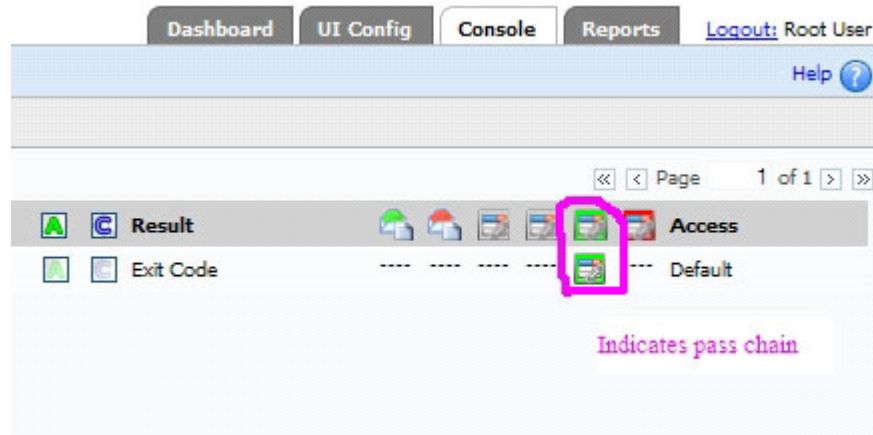 Dashboard UI Config Console Reports Logout: Root User
Help ?
« < Page 1 of 1 > »
A C Result Access
A C Exit Code ---- ---- ---- ---- ---- Default
Indicates pass chain